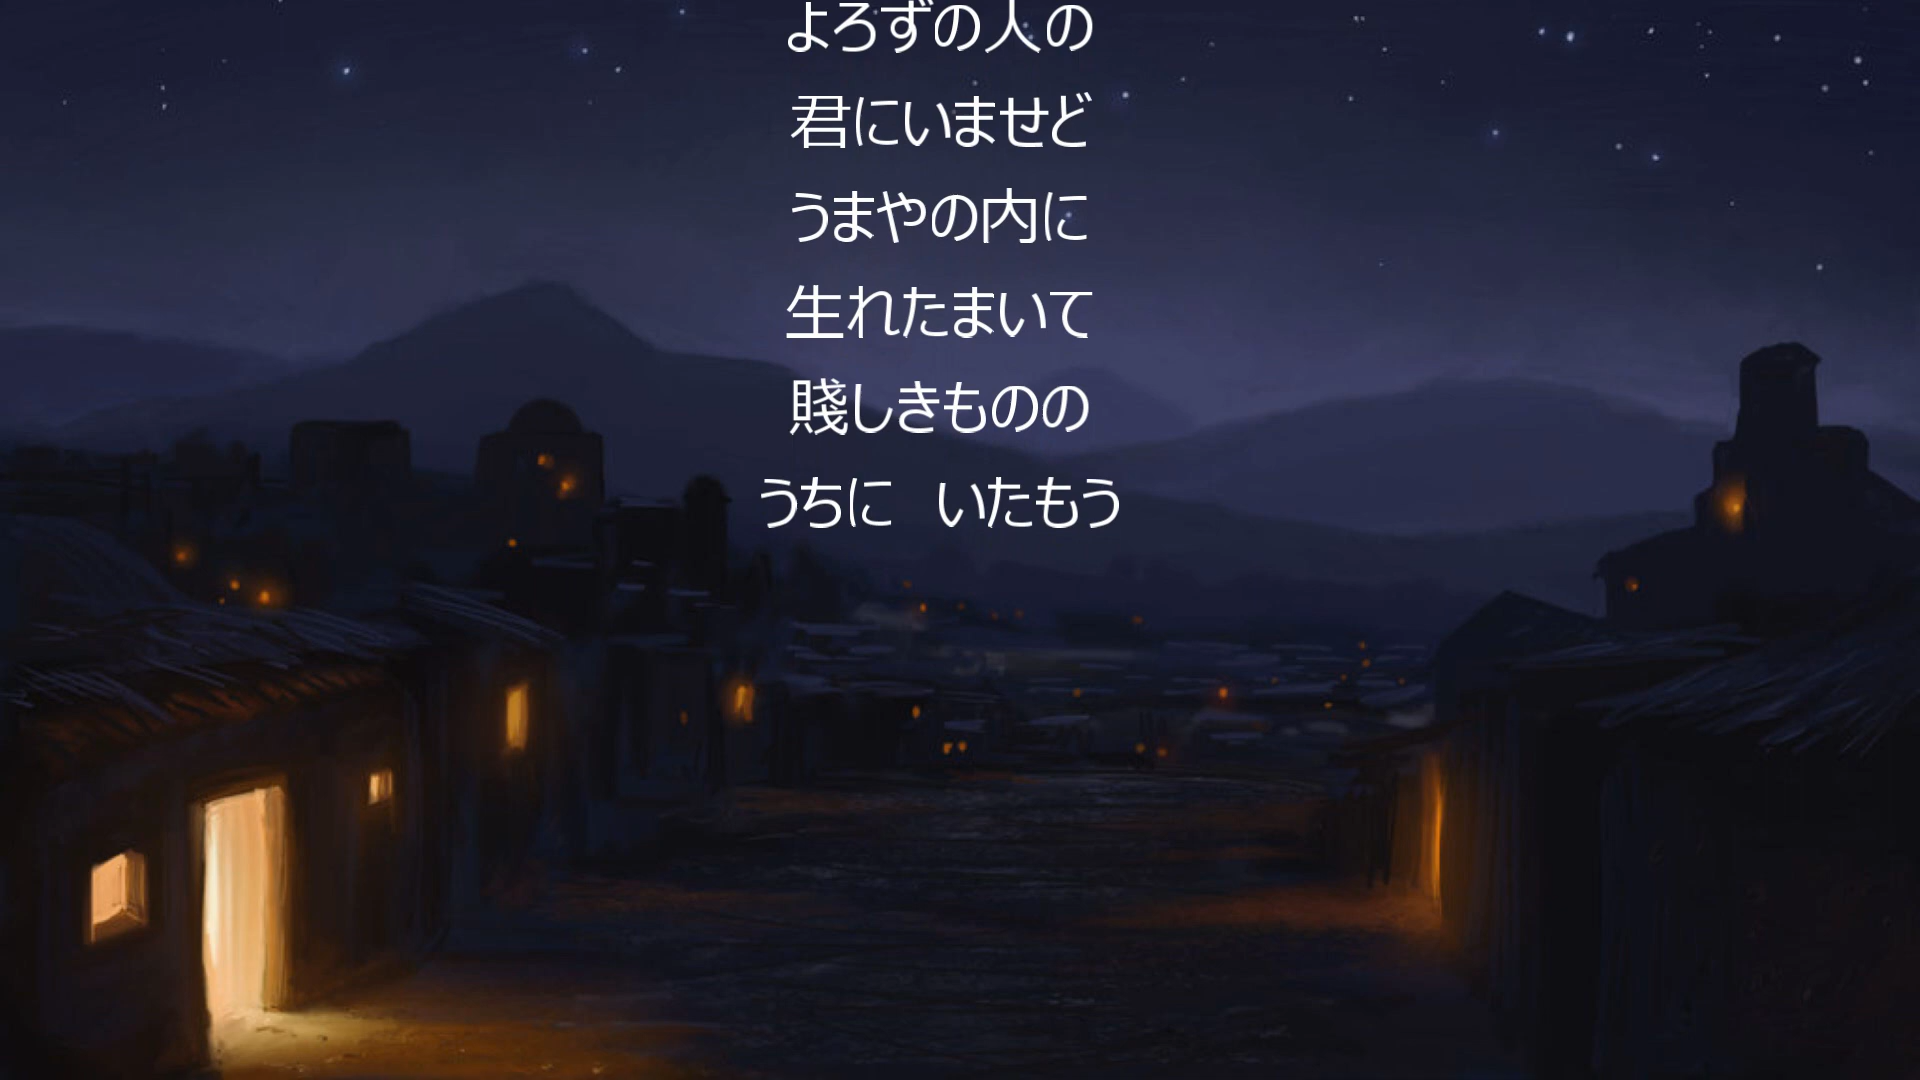 よろずの人の
君にいませど
うまやの内に
生れたまいて
賤しきものの
うちに　いたもう